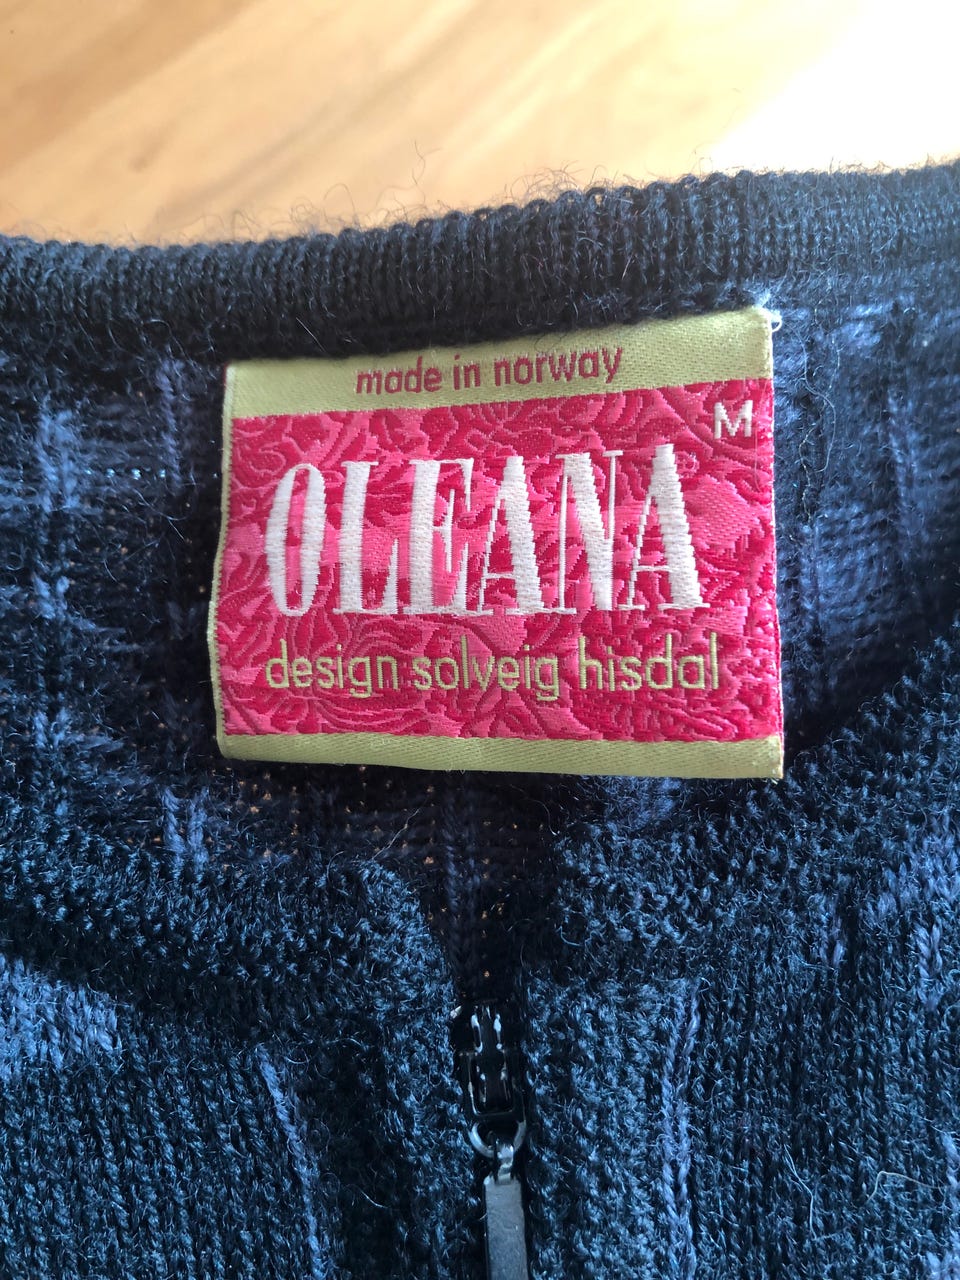 made in norway
M
OLEANA
design solveig hisdal